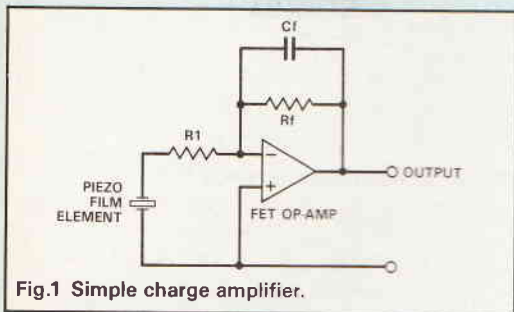 Cf
Rf
R1
−
+
OUTPUT
PIEZO
FILM
ELEMENT
FET OP-AMP
Fig.1 Simple charge amplifier.